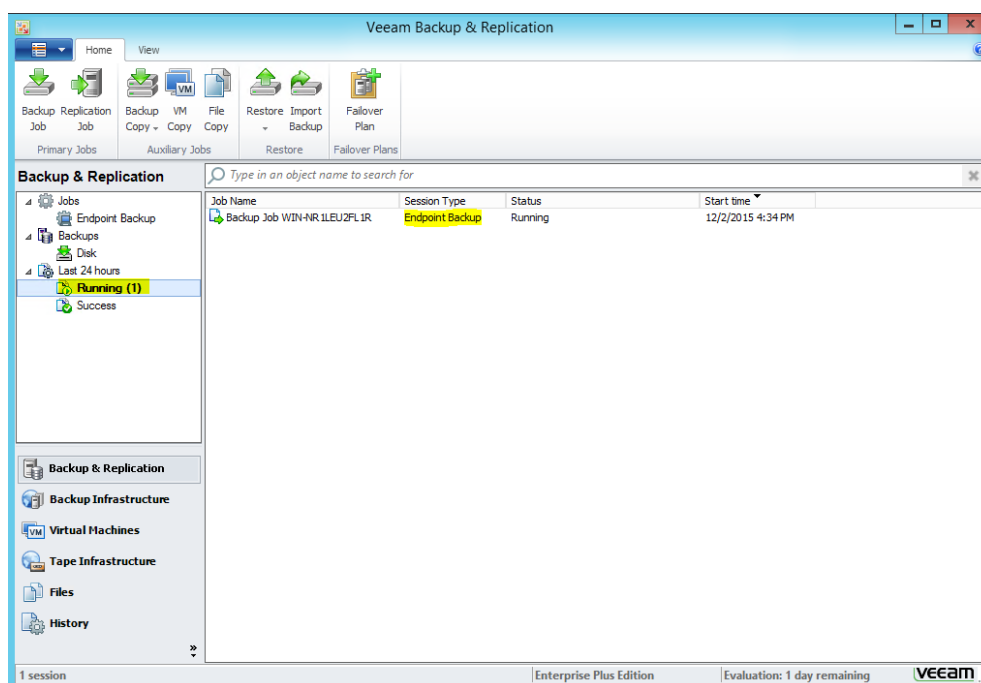 Veeam Backup & Replication
Home View
Backup Job
Replication Job
Backup Copy
VM Copy
File Copy
Restore
Import Backup
Failover Plan
Primary Jobs
Auxiliary Jobs
Restore
Failover Plans
Backup & Replication
Type in an object name to search for
Jobs
Endpoint Backup
Backups
Disk
Last 24 hours
Running (1)
Success
Job Name Session Type Status Start time
Backup Job WIN-NR1LEU2FL1R Endpoint Backup Running 12/2/2015 4:34 PM
Backup & Replication
Backup Infrastructure
VM Virtual Machines
Tape Infrastructure
Files
History
1 session Enterprise Plus Edition Evaluation: 1 day remaining veeam